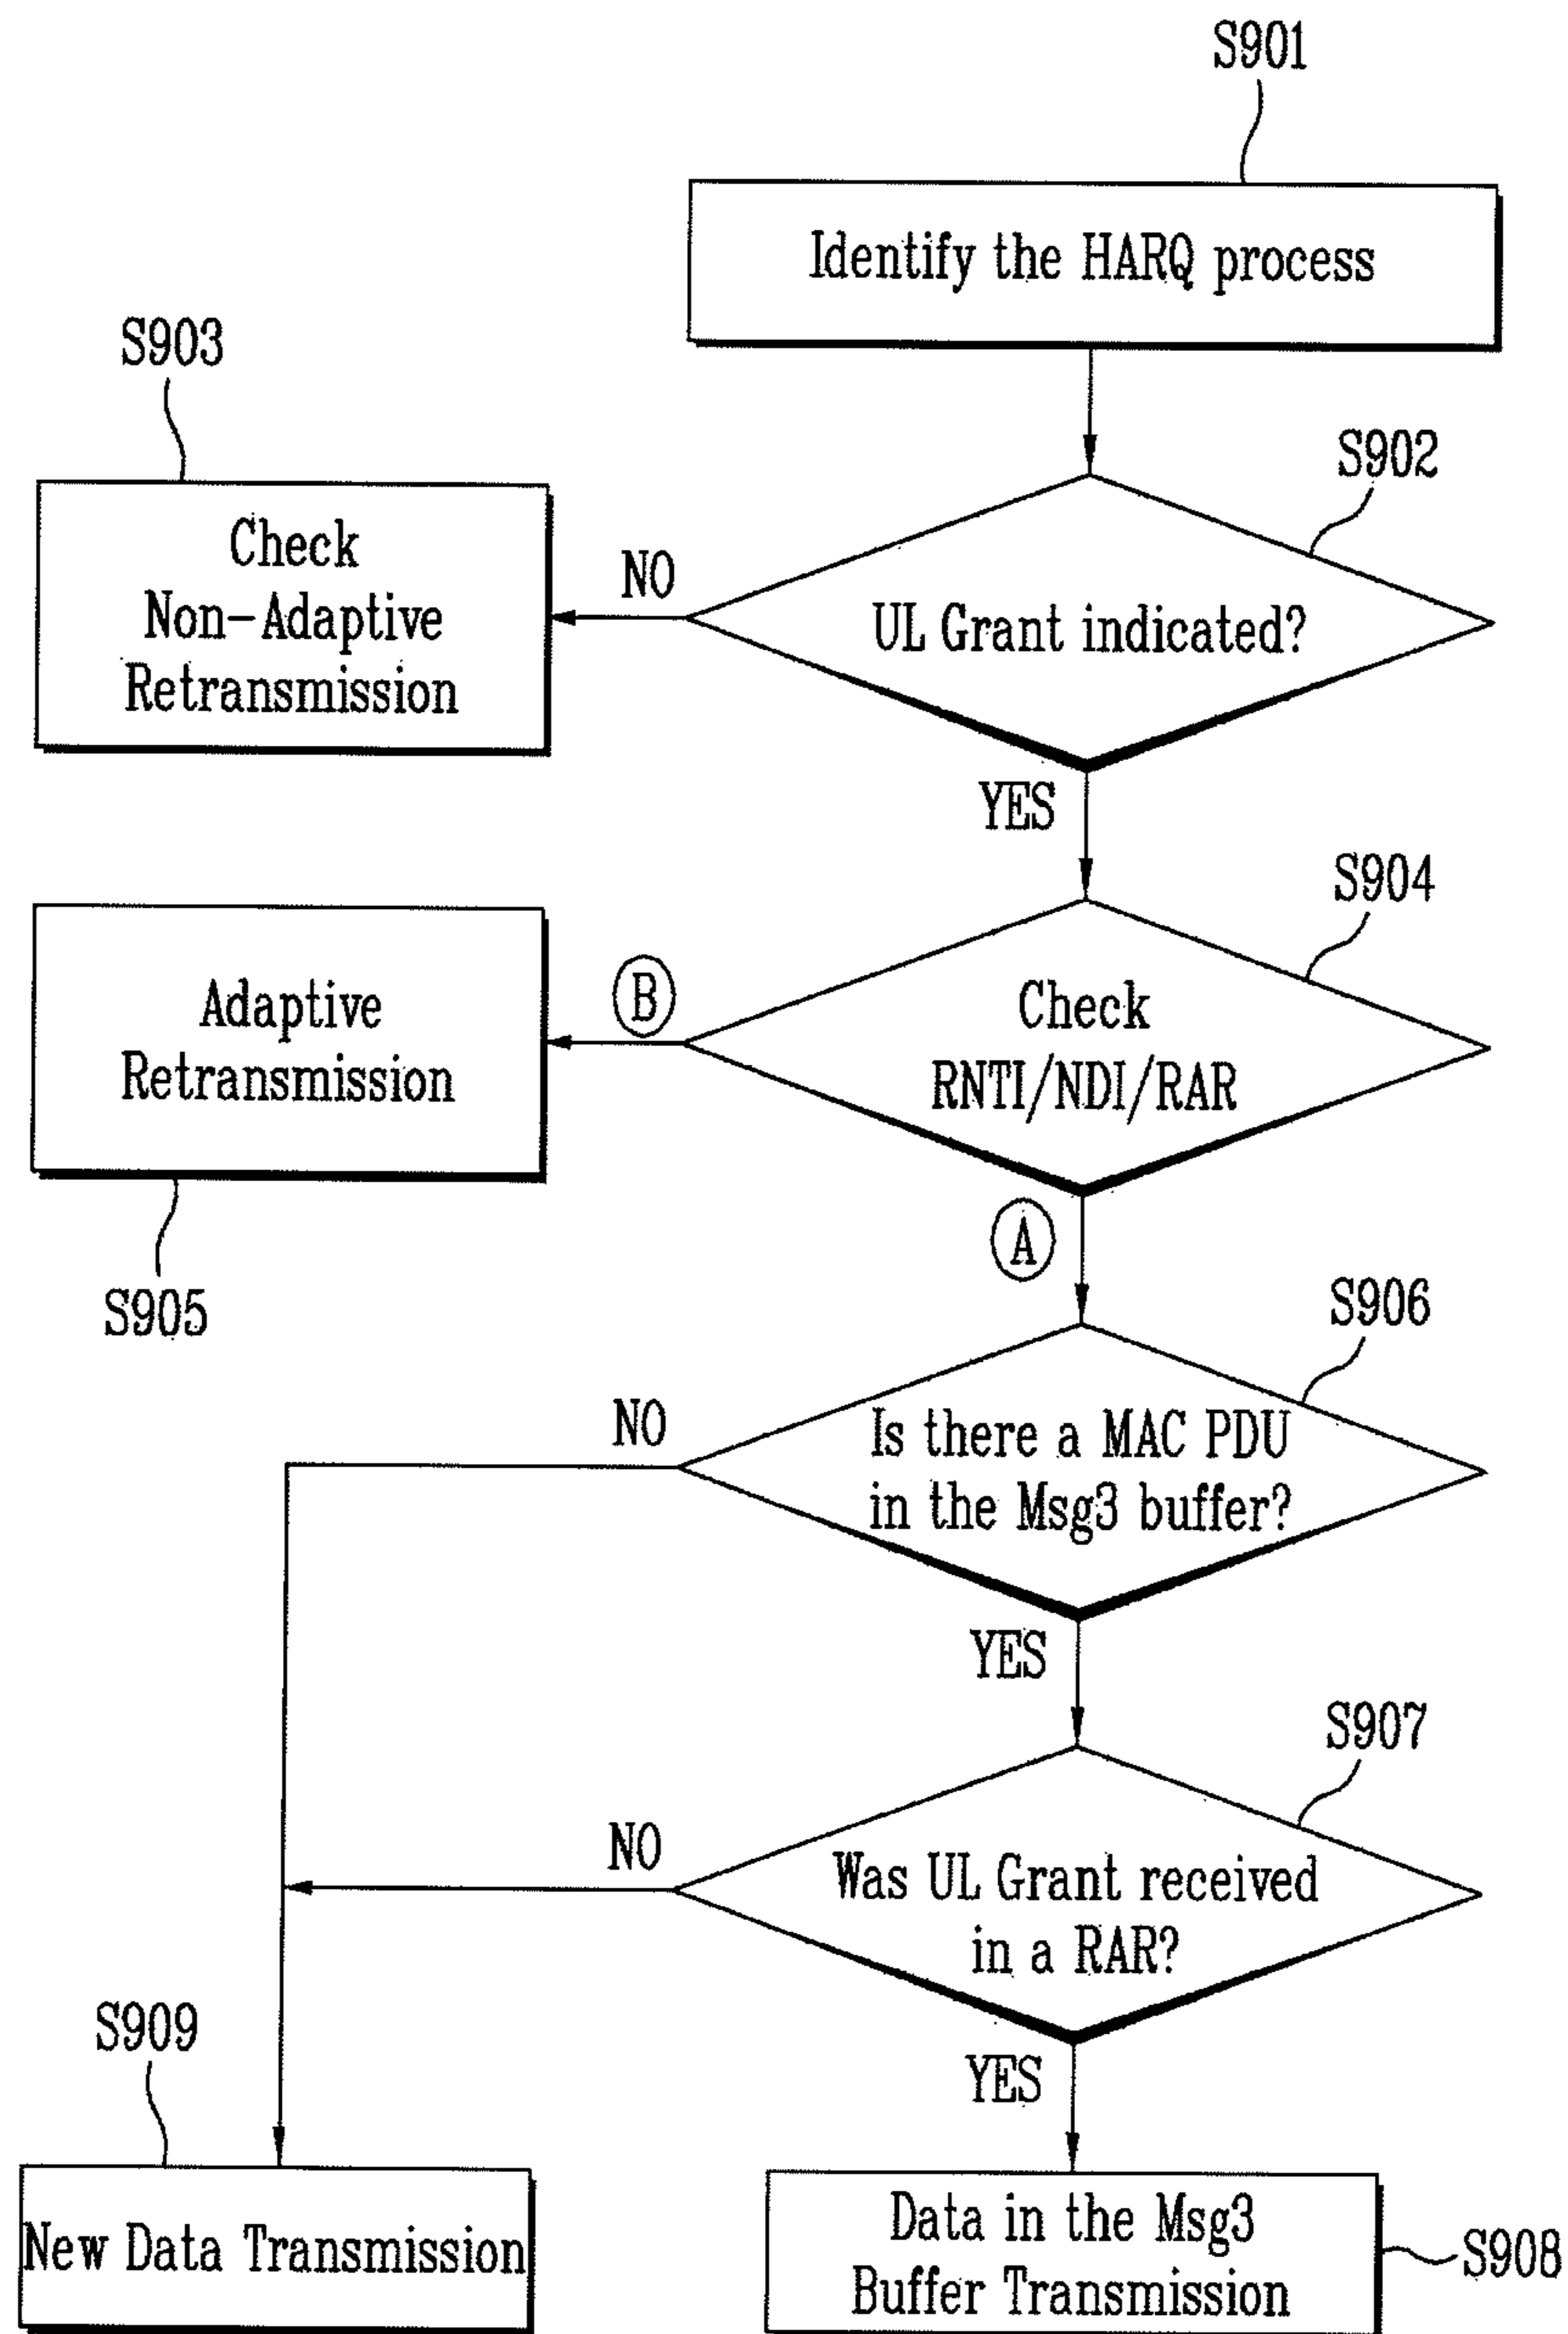 S901
Identify the HARQ process
S903
S902
Check
Non-Adaptive
Retransmission
NO
UL Grant indicated?
YES
S904
Adaptive
Retransmission
B
Check
RNTI/NDI/RAR
A
S905
S906
NO
Is there a MAC PDU
in the Msg3 buffer?
YES
S907
NO
Was UL Grant received
in a RAR?
S909
YES
New Data Transmission
Data in the Msg3
Buffer Transmission
S908